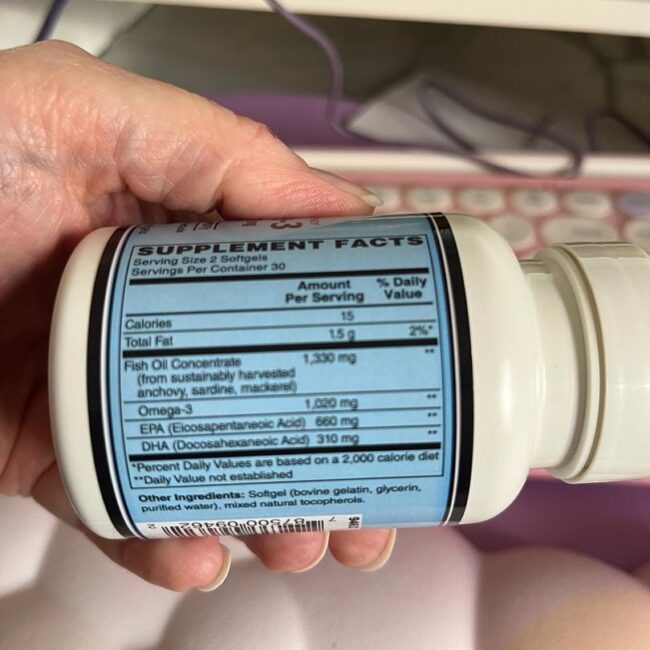 SUPPLEMENT FACTS
Serving Size 2 Softgels
Servings Per Container 30
Amount Per Serving % Daily Value
Calories 15
Total Fat 1.5 g 2%*
Fish Oil Concentrate 1,330 mg **
(from sustainably harvested
anchovy, sardine, mackerel)
Omega-3 1,020 mg **
EPA (Eicosapentaneoic Acid) 660 mg **
DHA (Docosahexaneoic Acid) 310 mg **
*Percent Daily Values are based on a 2,000 calorie diet
**Daily Value not established
Other Ingredients: Softgel (bovine gelatin, glycerin,
purified water), mixed natural tocopherols.